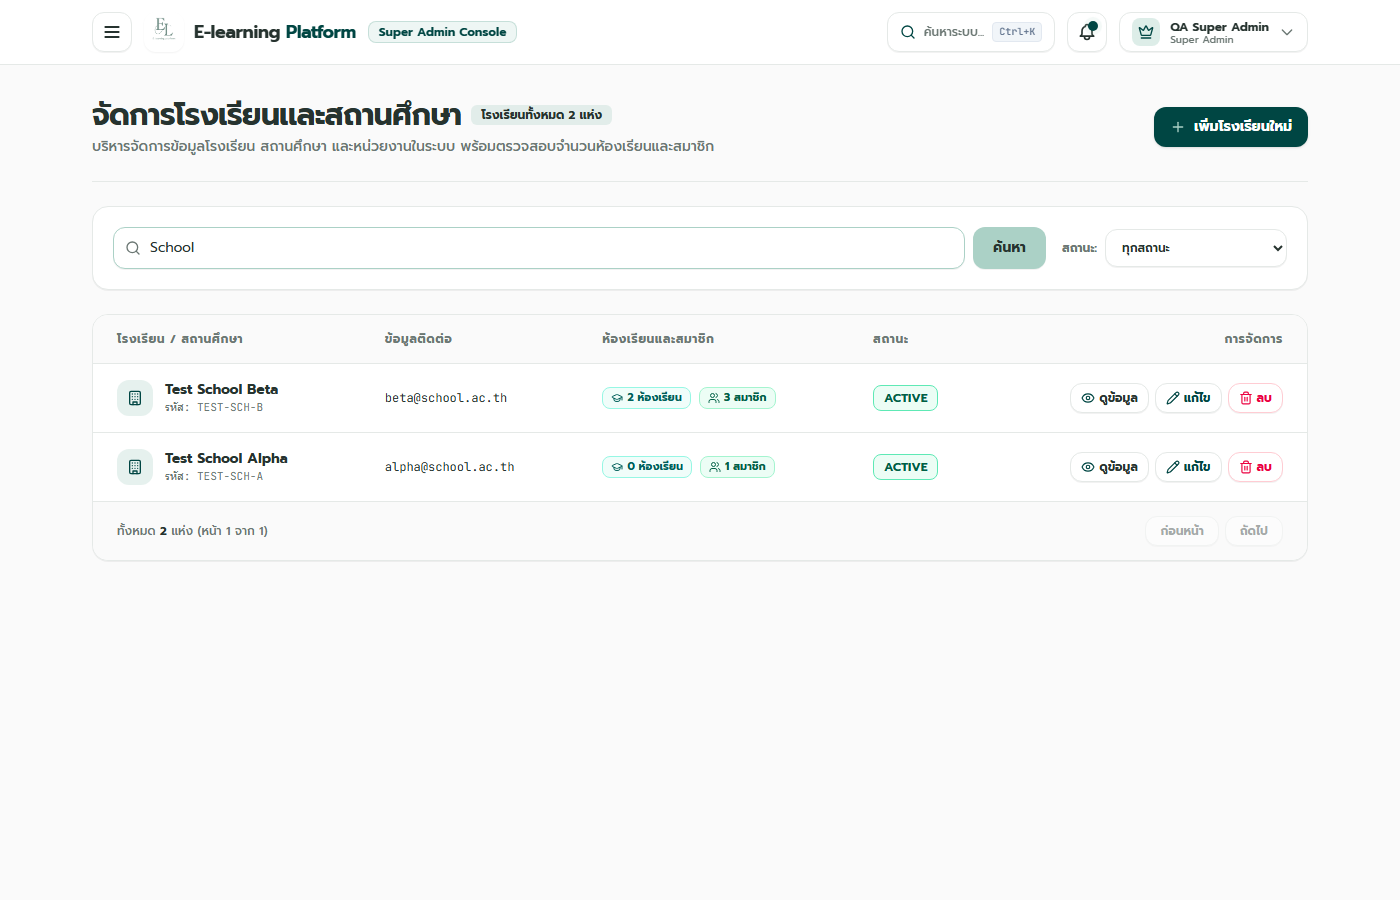 EL
E-learning Platform
Super Admin Console
ค้นหาระบบ...
Ctrl+K
QA Super Admin
Super Admin
จัดการโรงเรียนและสถานศึกษา
โรงเรียนทั้งหมด 2 แห่ง
บริหารจัดการข้อมูลโรงเรียน สถานศึกษา และหน่วยงานในระบบ พร้อมตรวจสอบจำนวนห้องเรียนและสมาชิก
เพิ่มโรงเรียนใหม่
School
ค้นหา
สถานะ:
ทุกสถานะ
โรงเรียน / สถานศึกษา
ข้อมูลติดต่อ
ห้องเรียนและสมาชิก
สถานะ
การจัดการ
Test School Beta
รหัส: TEST-SCH-B
beta@school.ac.th
2 ห้องเรียน
3 สมาชิก
ACTIVE
ดูข้อมูล
แก้ไข
ลบ
Test School Alpha
รหัส: TEST-SCH-A
alpha@school.ac.th
0 ห้องเรียน
1 สมาชิก
ACTIVE
ดูข้อมูล
แก้ไข
ลบ
ทั้งหมด 2 แห่ง (หน้า 1 จาก 1)
ก่อนหน้า
ถัดไป